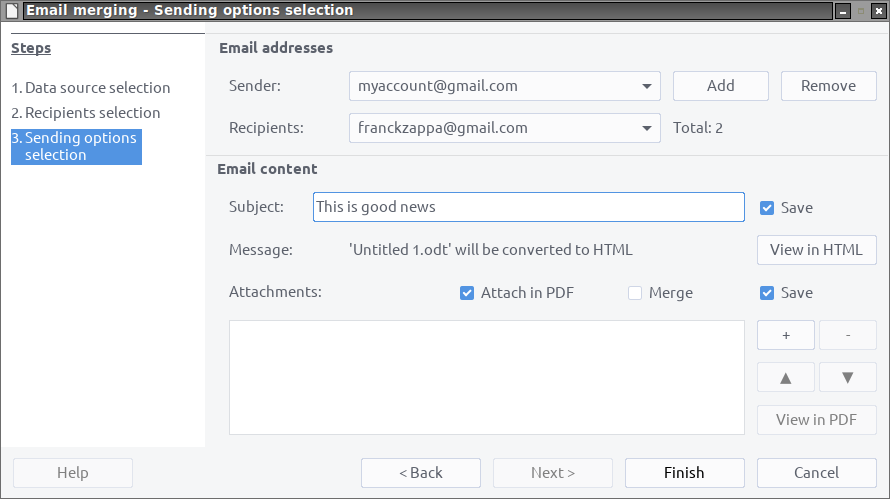 Email merging - Sending options selection
Steps
1. Data source selection
2. Recipients selection
3. Sending options
selection
Email addresses
Sender: myaccount@gmail.com Add Remove
Recipients: franckzappa@gmail.com Total: 2
Email content
Subject: This is good news Save
Message: 'Untitled 1.odt' will be converted to HTML View in HTML
Attachments: Attach in PDF Merge Save
+ -
▲ ▼
View in PDF
Help < Back Next > Finish Cancel